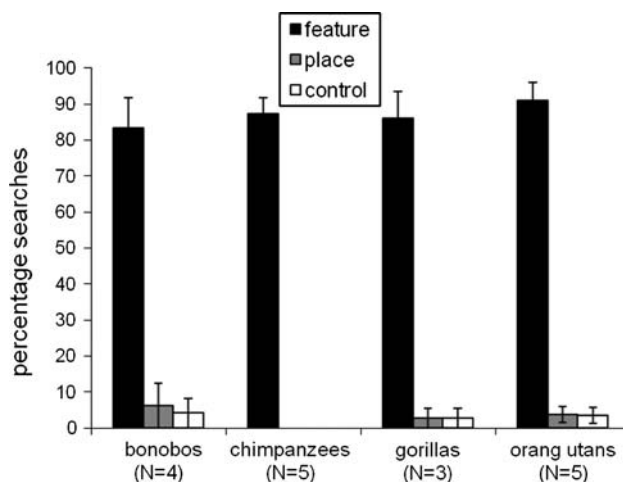 feature
place
control
percentage searches
100
90
80
70
60
50
40
30
20
10
0
bonobos chimpanzees gorillas orang utans
(N=4) (N=5) (N=3) (N=5)